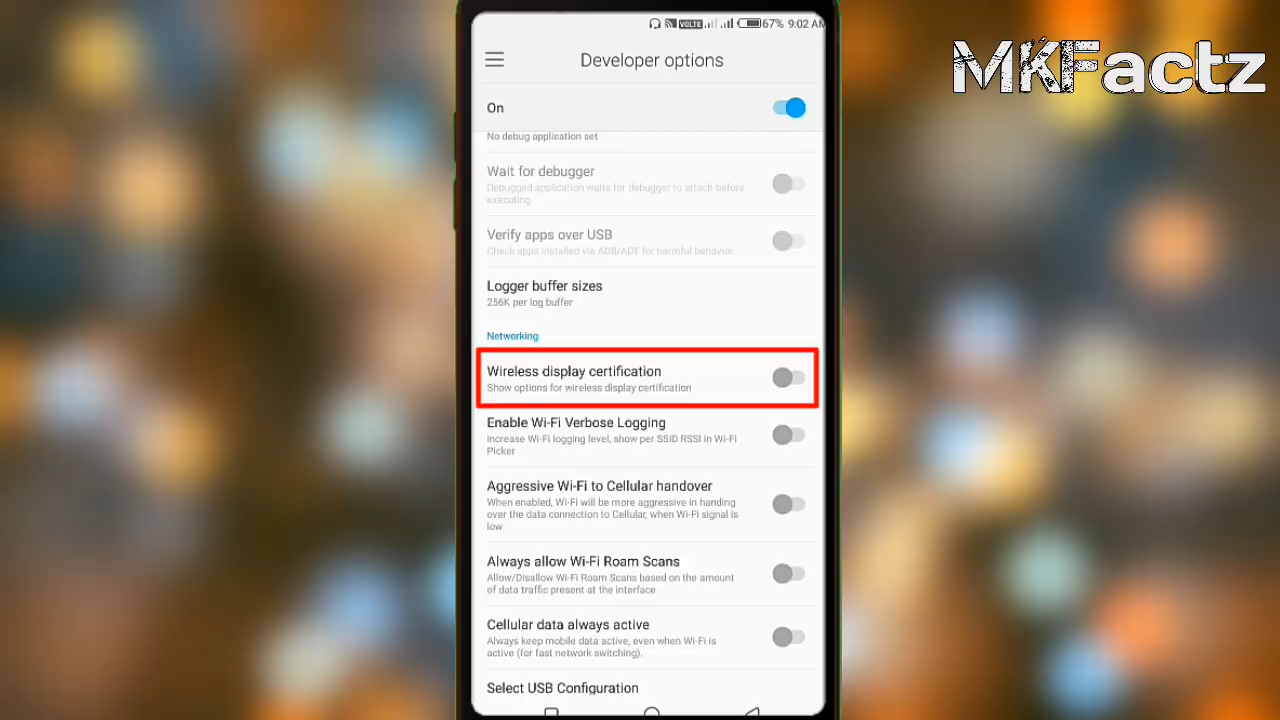 VOLTE 67% 9:02 AM
MKFactz
Developer options
On
No debug application set
Wait for debugger
Debugged application waits for debugger to attach before
executing
Verify apps over USB
Check apps installed via ADB/ADT for harmful behavior.
Logger buffer sizes
256K per log buffer
Networking
Wireless display certification
Show options for wireless display certification
Enable Wi-Fi Verbose Logging
Increase Wi-Fi logging level, show per SSID RSSI in Wi-Fi
Picker
Aggressive Wi-Fi to Cellular handover
When enabled, Wi-Fi will be more aggressive in handing
over the data connection to Cellular, when Wi-Fi signal is
low
Always allow Wi-Fi Roam Scans
Allow/Disallow Wi-Fi Roam Scans based on the amount
of data traffic present at the interface
Cellular data always active
Always keep mobile data active, even when Wi-Fi is
active (for fast network switching).
Select USB Configuration